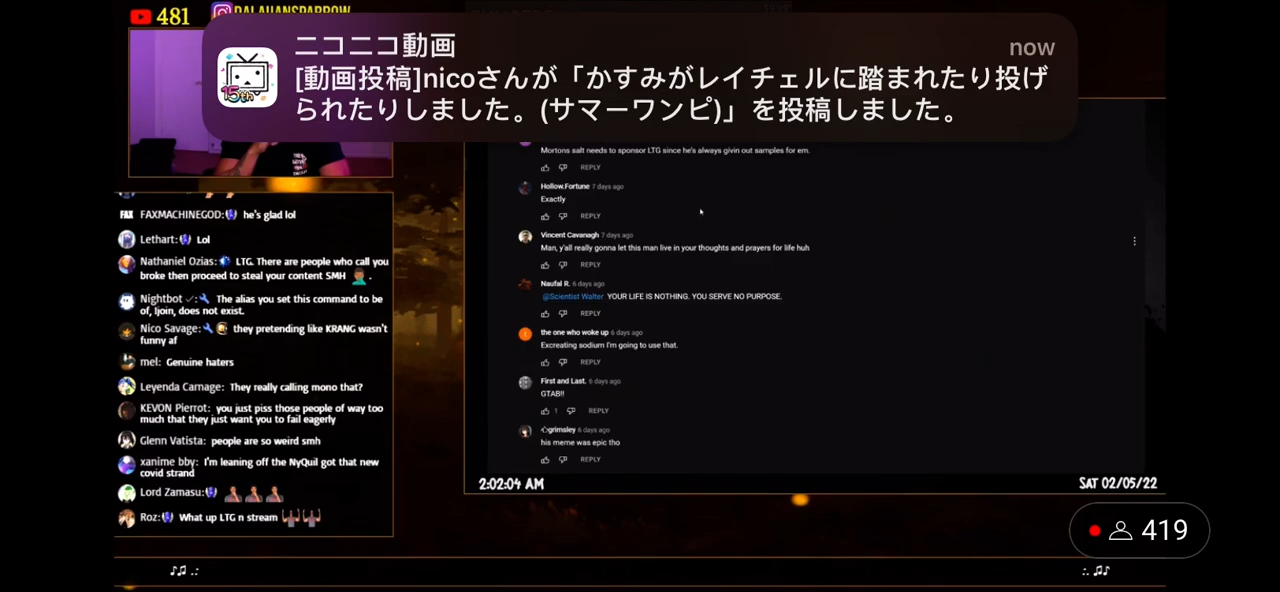 481
DALAUANSPARROW
ニコニコ動画
now
[動画投稿]nicoさんが「かすみがレイチェルに踏まれたり投げ
られたりしました。(サマーワンピ)」を投稿しました。
15th
FAX FAXMACHINEGOD: he's glad lol
Lethart: Lol
Nathaniel Ozias: LTG. There are people who call you
broke then proceed to steal your content SMH .
Nightbot ✓: The alias you set this command to be
of, !join, does not exist.
Nico Savage: they pretending like KRANG wasn't
funny af
mel: Genuine haters
Leyenda Carnage: They really calling mono that?
KEVON Pierrot: you just piss those people of way too
much that they just want you to fail eagerly
Glenn Vatista: people are so weird smh
xanime bby: I'm leaning off the NyQuil got that new
covid strand
Lord Zamasu:
Roz: What up LTG n stream
Mortons salt needs to sponsor LTG since he's always givin out samples for em.
REPLY
Hollow.Fortune 7 days ago
Exactly
REPLY
Vincent Cavanagh 7 days ago
Man, y'all really gonna let this man live in your thoughts and prayers for life huh
REPLY
Naufal R. 6 days ago
@Scientist Walter YOUR LIFE IS NOTHING. YOU SERVE NO PURPOSE.
REPLY
the one who woke up 6 days ago
Excreating sodium I'm going to use that.
REPLY
First and Last. 6 days ago
GTAB!!
1 REPLY
grimsley 6 days ago
his meme was epic tho
REPLY
2:02:04 AM
SAT 02/05/22
419